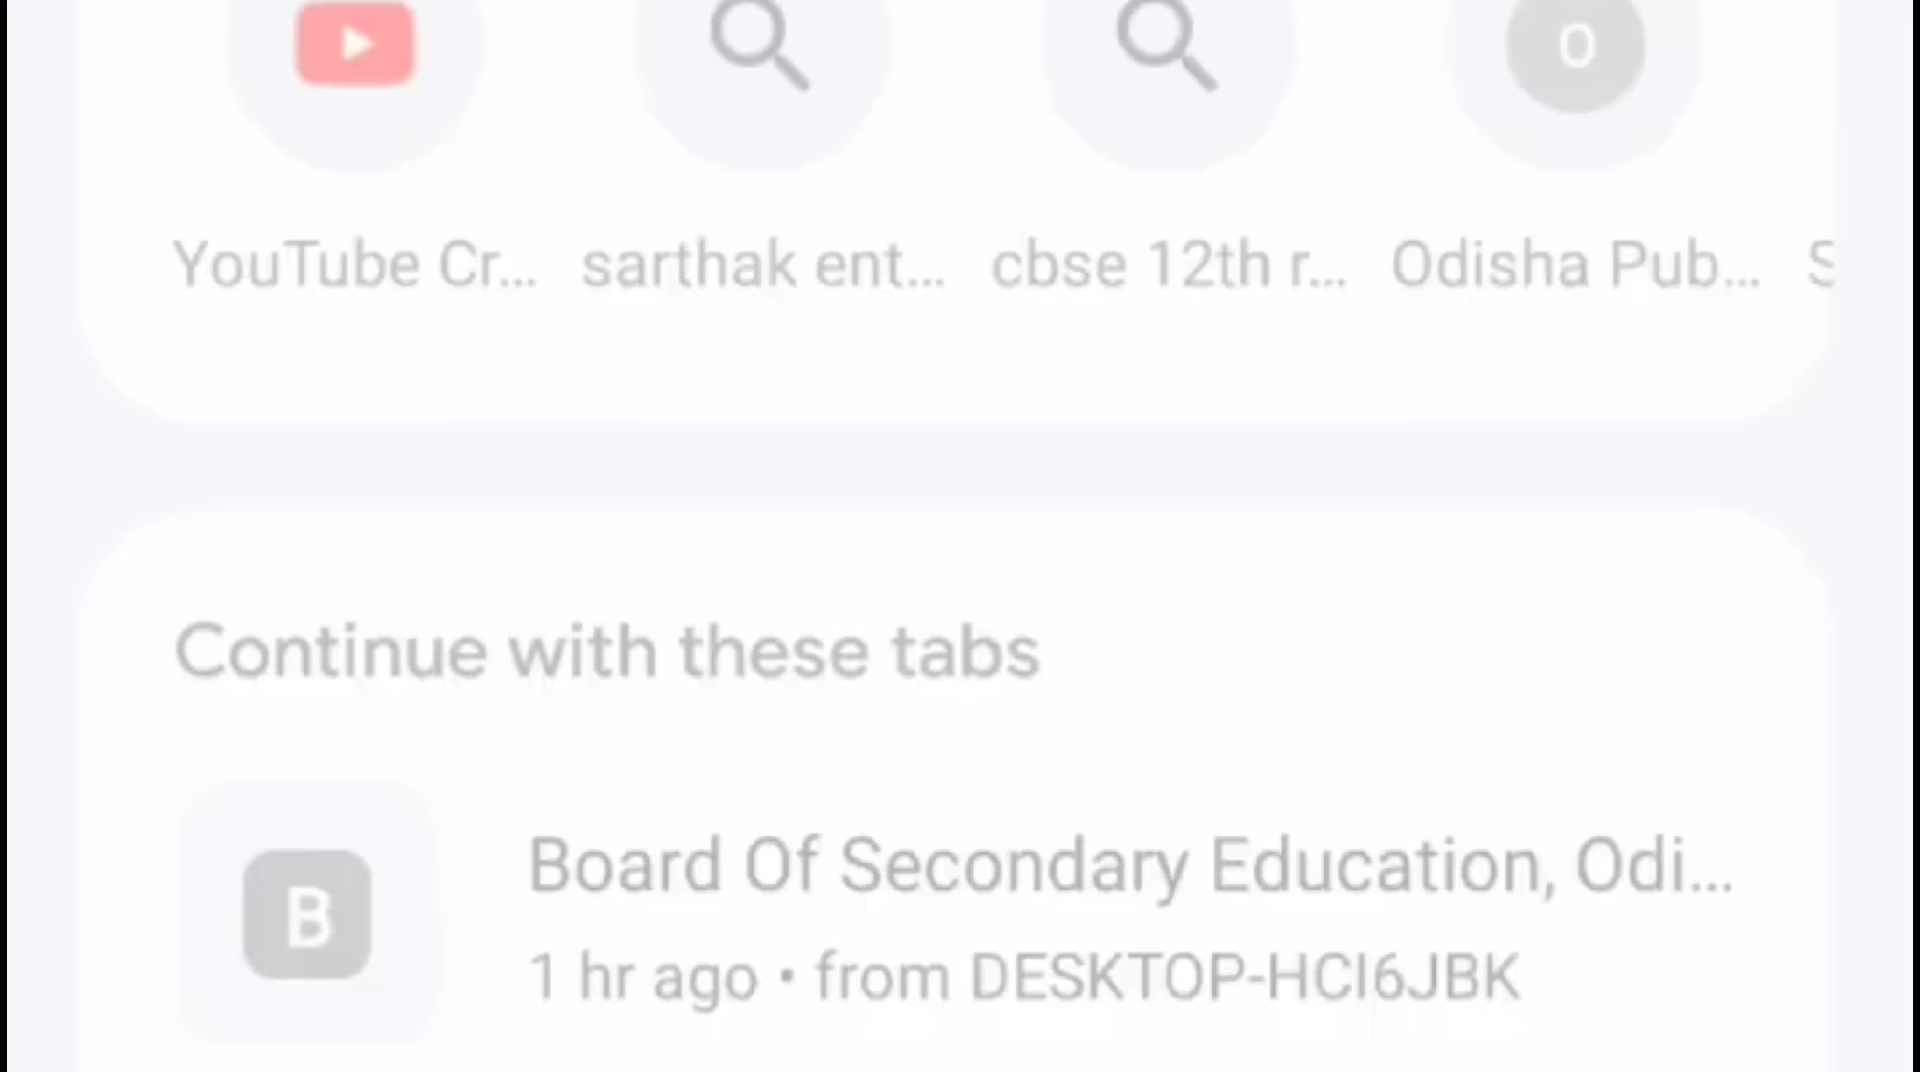 O
YouTube Cr... sarthak ent... cbse 12th r... Odisha Pub... S
Continue with these tabs
B
Board Of Secondary Education, Odi...
1 hr ago • from DESKTOP-HCI6JBK